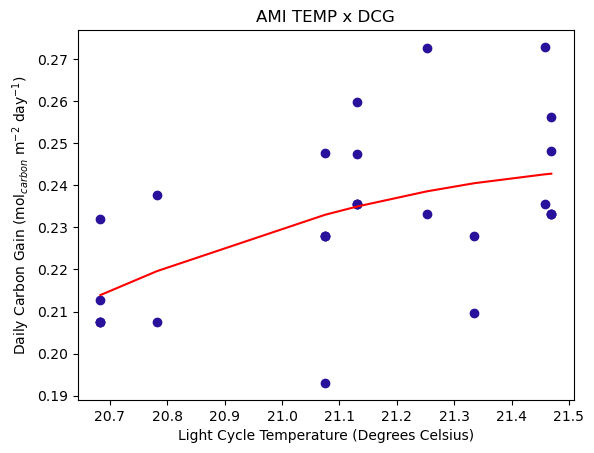 AMI TEMP x DCG
Daily Carbon Gain (mol$_{carbon}$ m$^{-2}$ day$^{-1}$)
0.27
0.26
0.25
0.24
0.23
0.22
0.21
0.20
0.19
20.7 20.8 20.9 21.0 21.1 21.2 21.3 21.4 21.5
Light Cycle Temperature (Degrees Celsius)